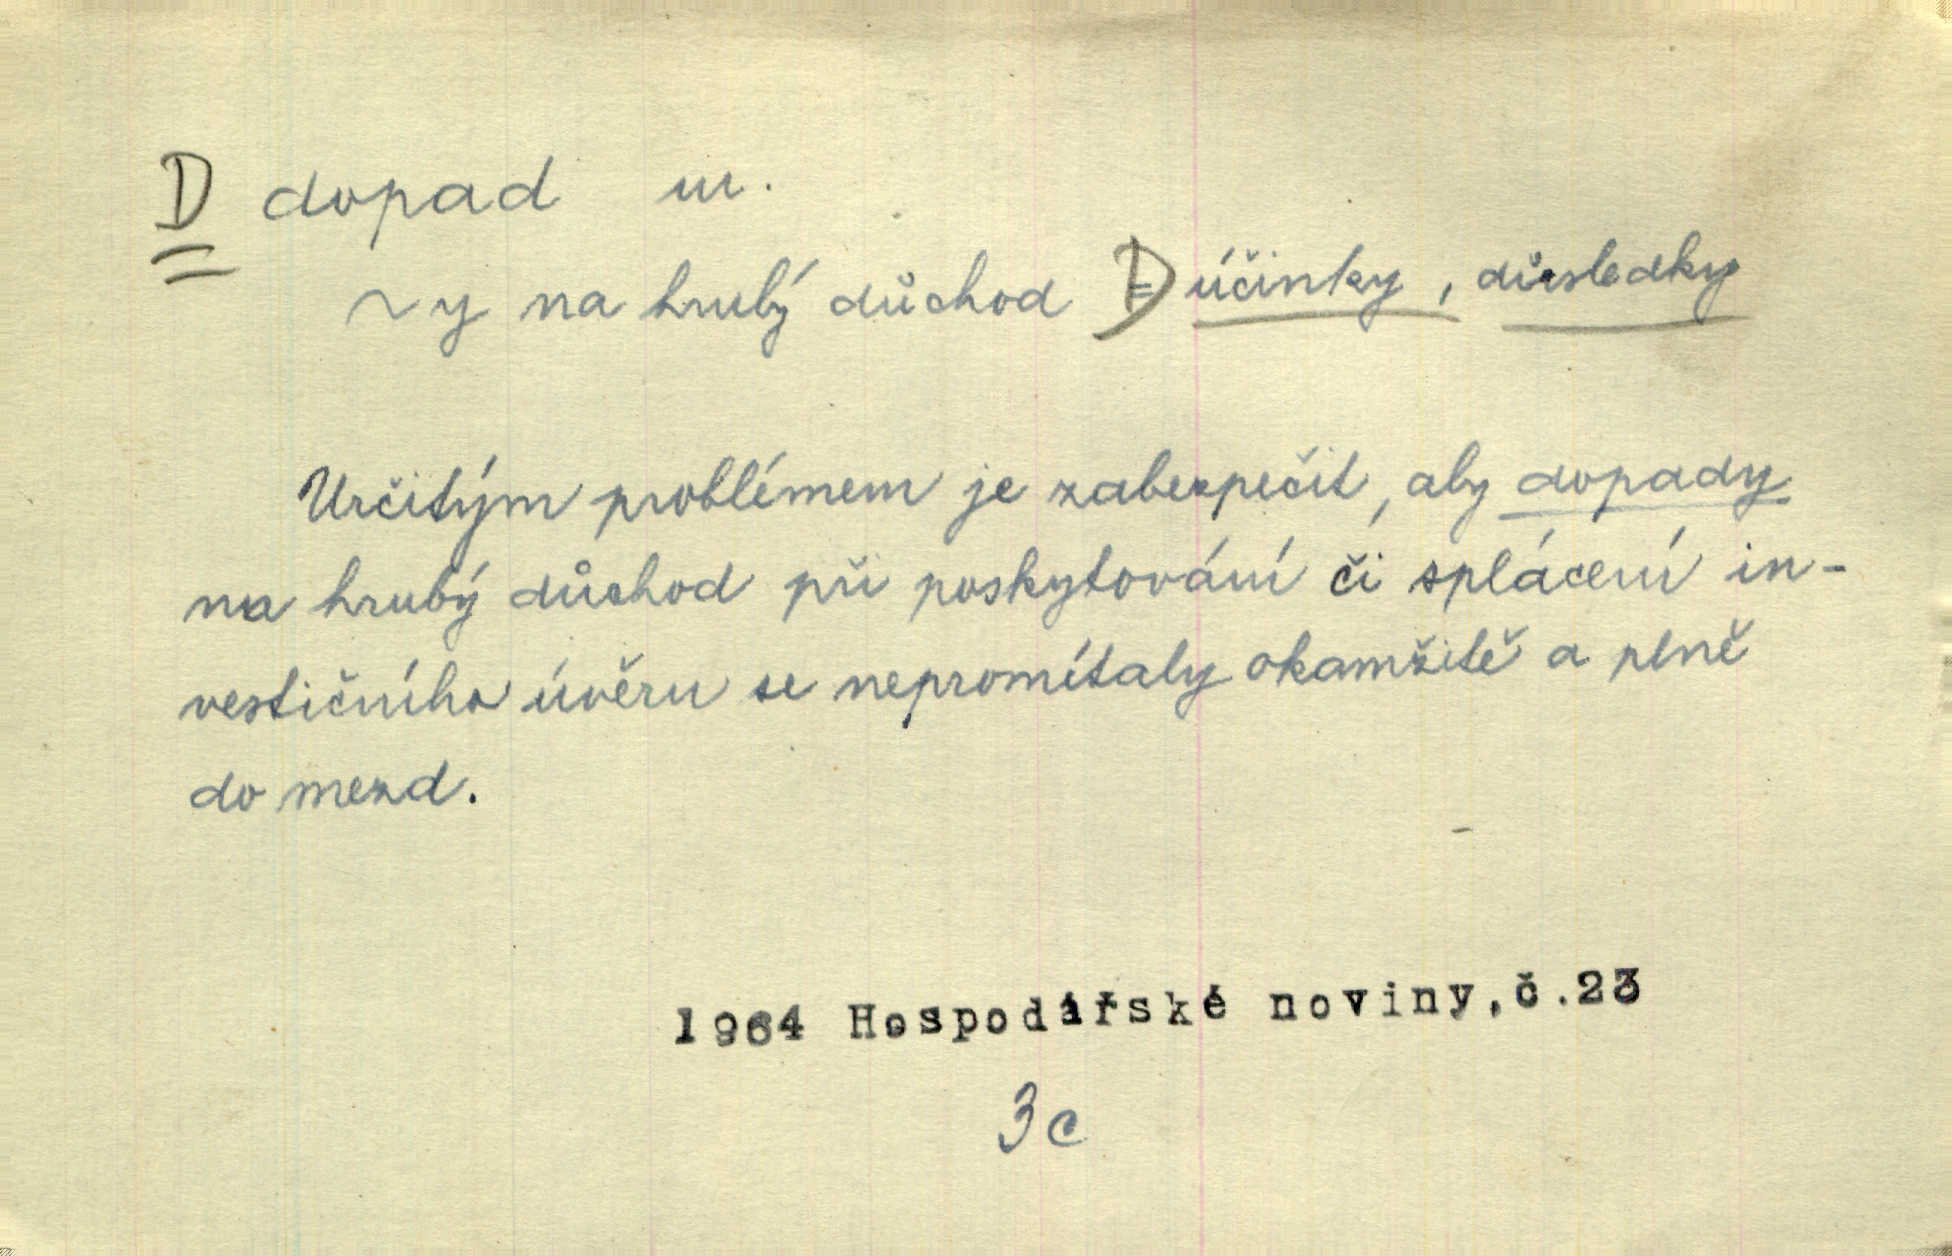 D dopad m.
~y na hrubý důchod D účinky, důsledky
Určitým problémem je zabezpečit, aby dopady
na hrubý důchod při poskytování či splácení in-
vestičního úvěru se nepromítaly okamžitě a plně
do mezd.
1964 Hospodářské noviny,č.23
3c